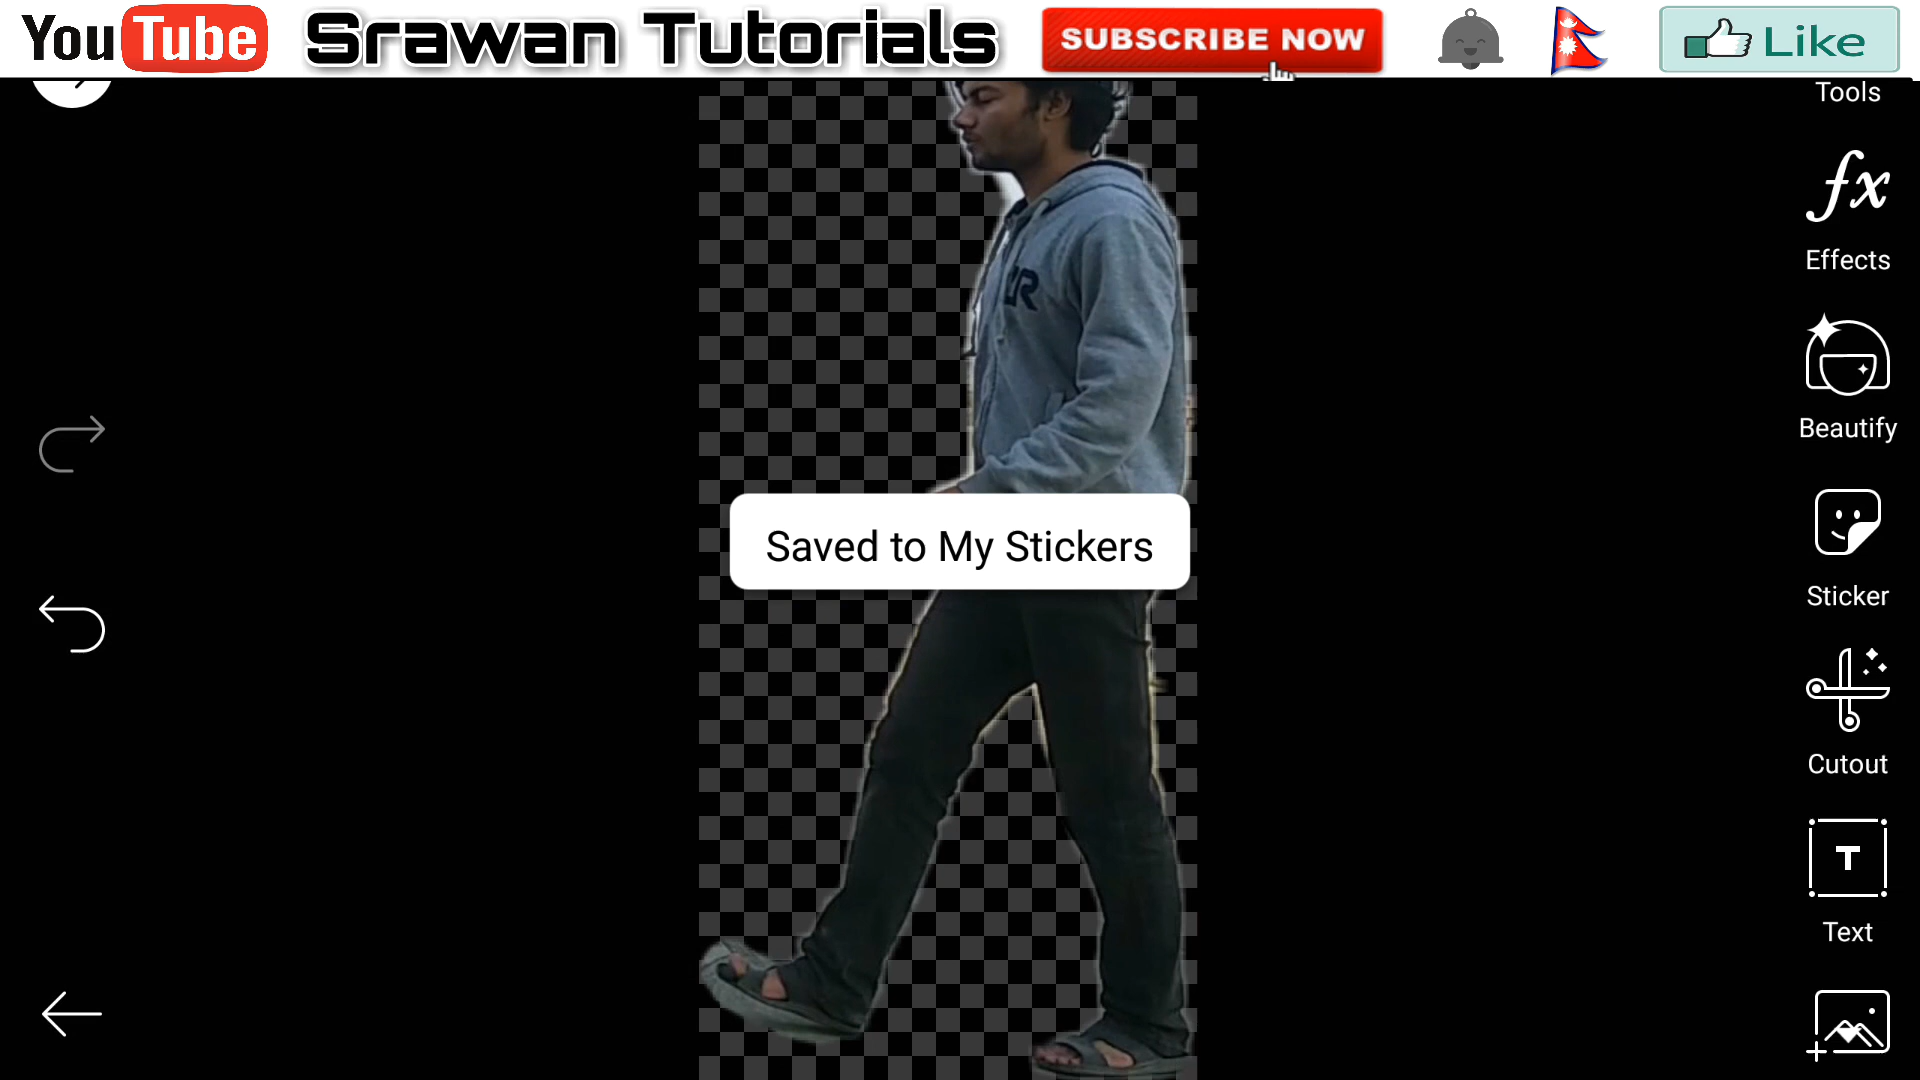 YouTube Srawan Tutorials SUBSCRIBE NOW Like
Tools
Effects
Beautify
Sticker
Saved to My Stickers
Cutout
Text